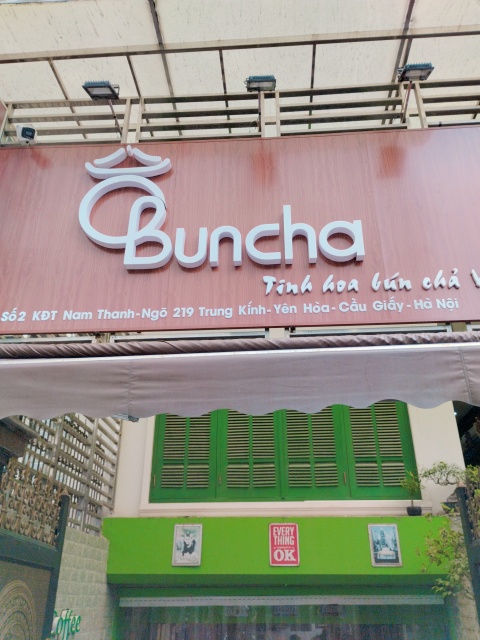 Ô Buncha
Tinh hoa bún chả
Số2 KĐT Nam Thanh-Ngõ 219 Trung Kính-Yên Hòa-Cầu Giấy-Hà Nội
EVERY
THING
OK
Coffee